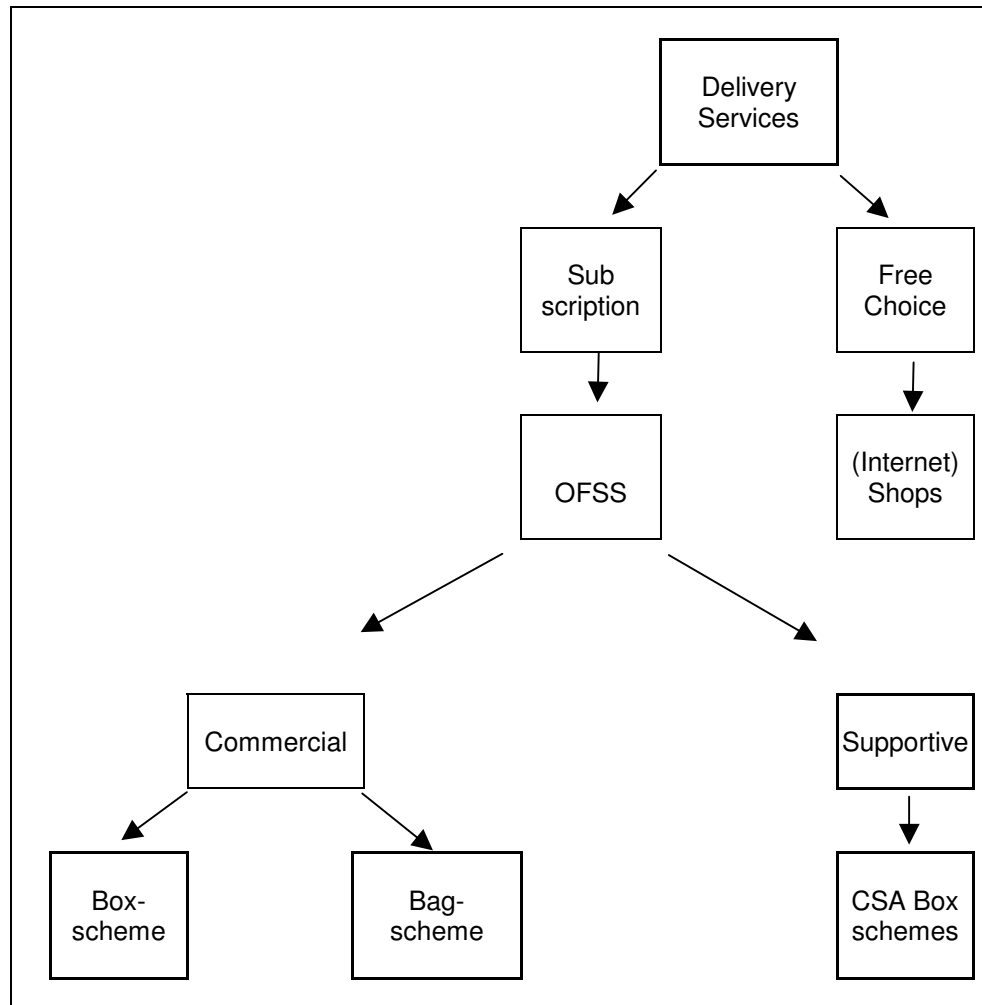 Delivery
Services
Sub
scription
Free
Choice
OFSS
(Internet)
Shops
Commercial
Supportive
Box-
scheme
Bag-
scheme
CSA Box
schemes